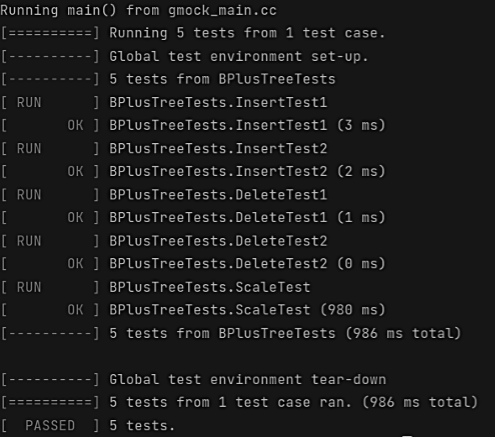 Running main() from gmock_main.cc
[==========] Running 5 tests from 1 test case.
[----------] Global test environment set-up.
[----------] 5 tests from BPlusTreeTests
[ RUN      ] BPlusTreeTests.InsertTest1
[       OK ] BPlusTreeTests.InsertTest1 (3 ms)
[ RUN      ] BPlusTreeTests.InsertTest2
[       OK ] BPlusTreeTests.InsertTest2 (2 ms)
[ RUN      ] BPlusTreeTests.DeleteTest1
[       OK ] BPlusTreeTests.DeleteTest1 (1 ms)
[ RUN      ] BPlusTreeTests.DeleteTest2
[       OK ] BPlusTreeTests.DeleteTest2 (0 ms)
[ RUN      ] BPlusTreeTests.ScaleTest
[       OK ] BPlusTreeTests.ScaleTest (980 ms)
[----------] 5 tests from BPlusTreeTests (986 ms total)
[----------] Global test environment tear-down
[==========] 5 tests from 1 test case ran. (986 ms total)
[  PASSED  ] 5 tests.